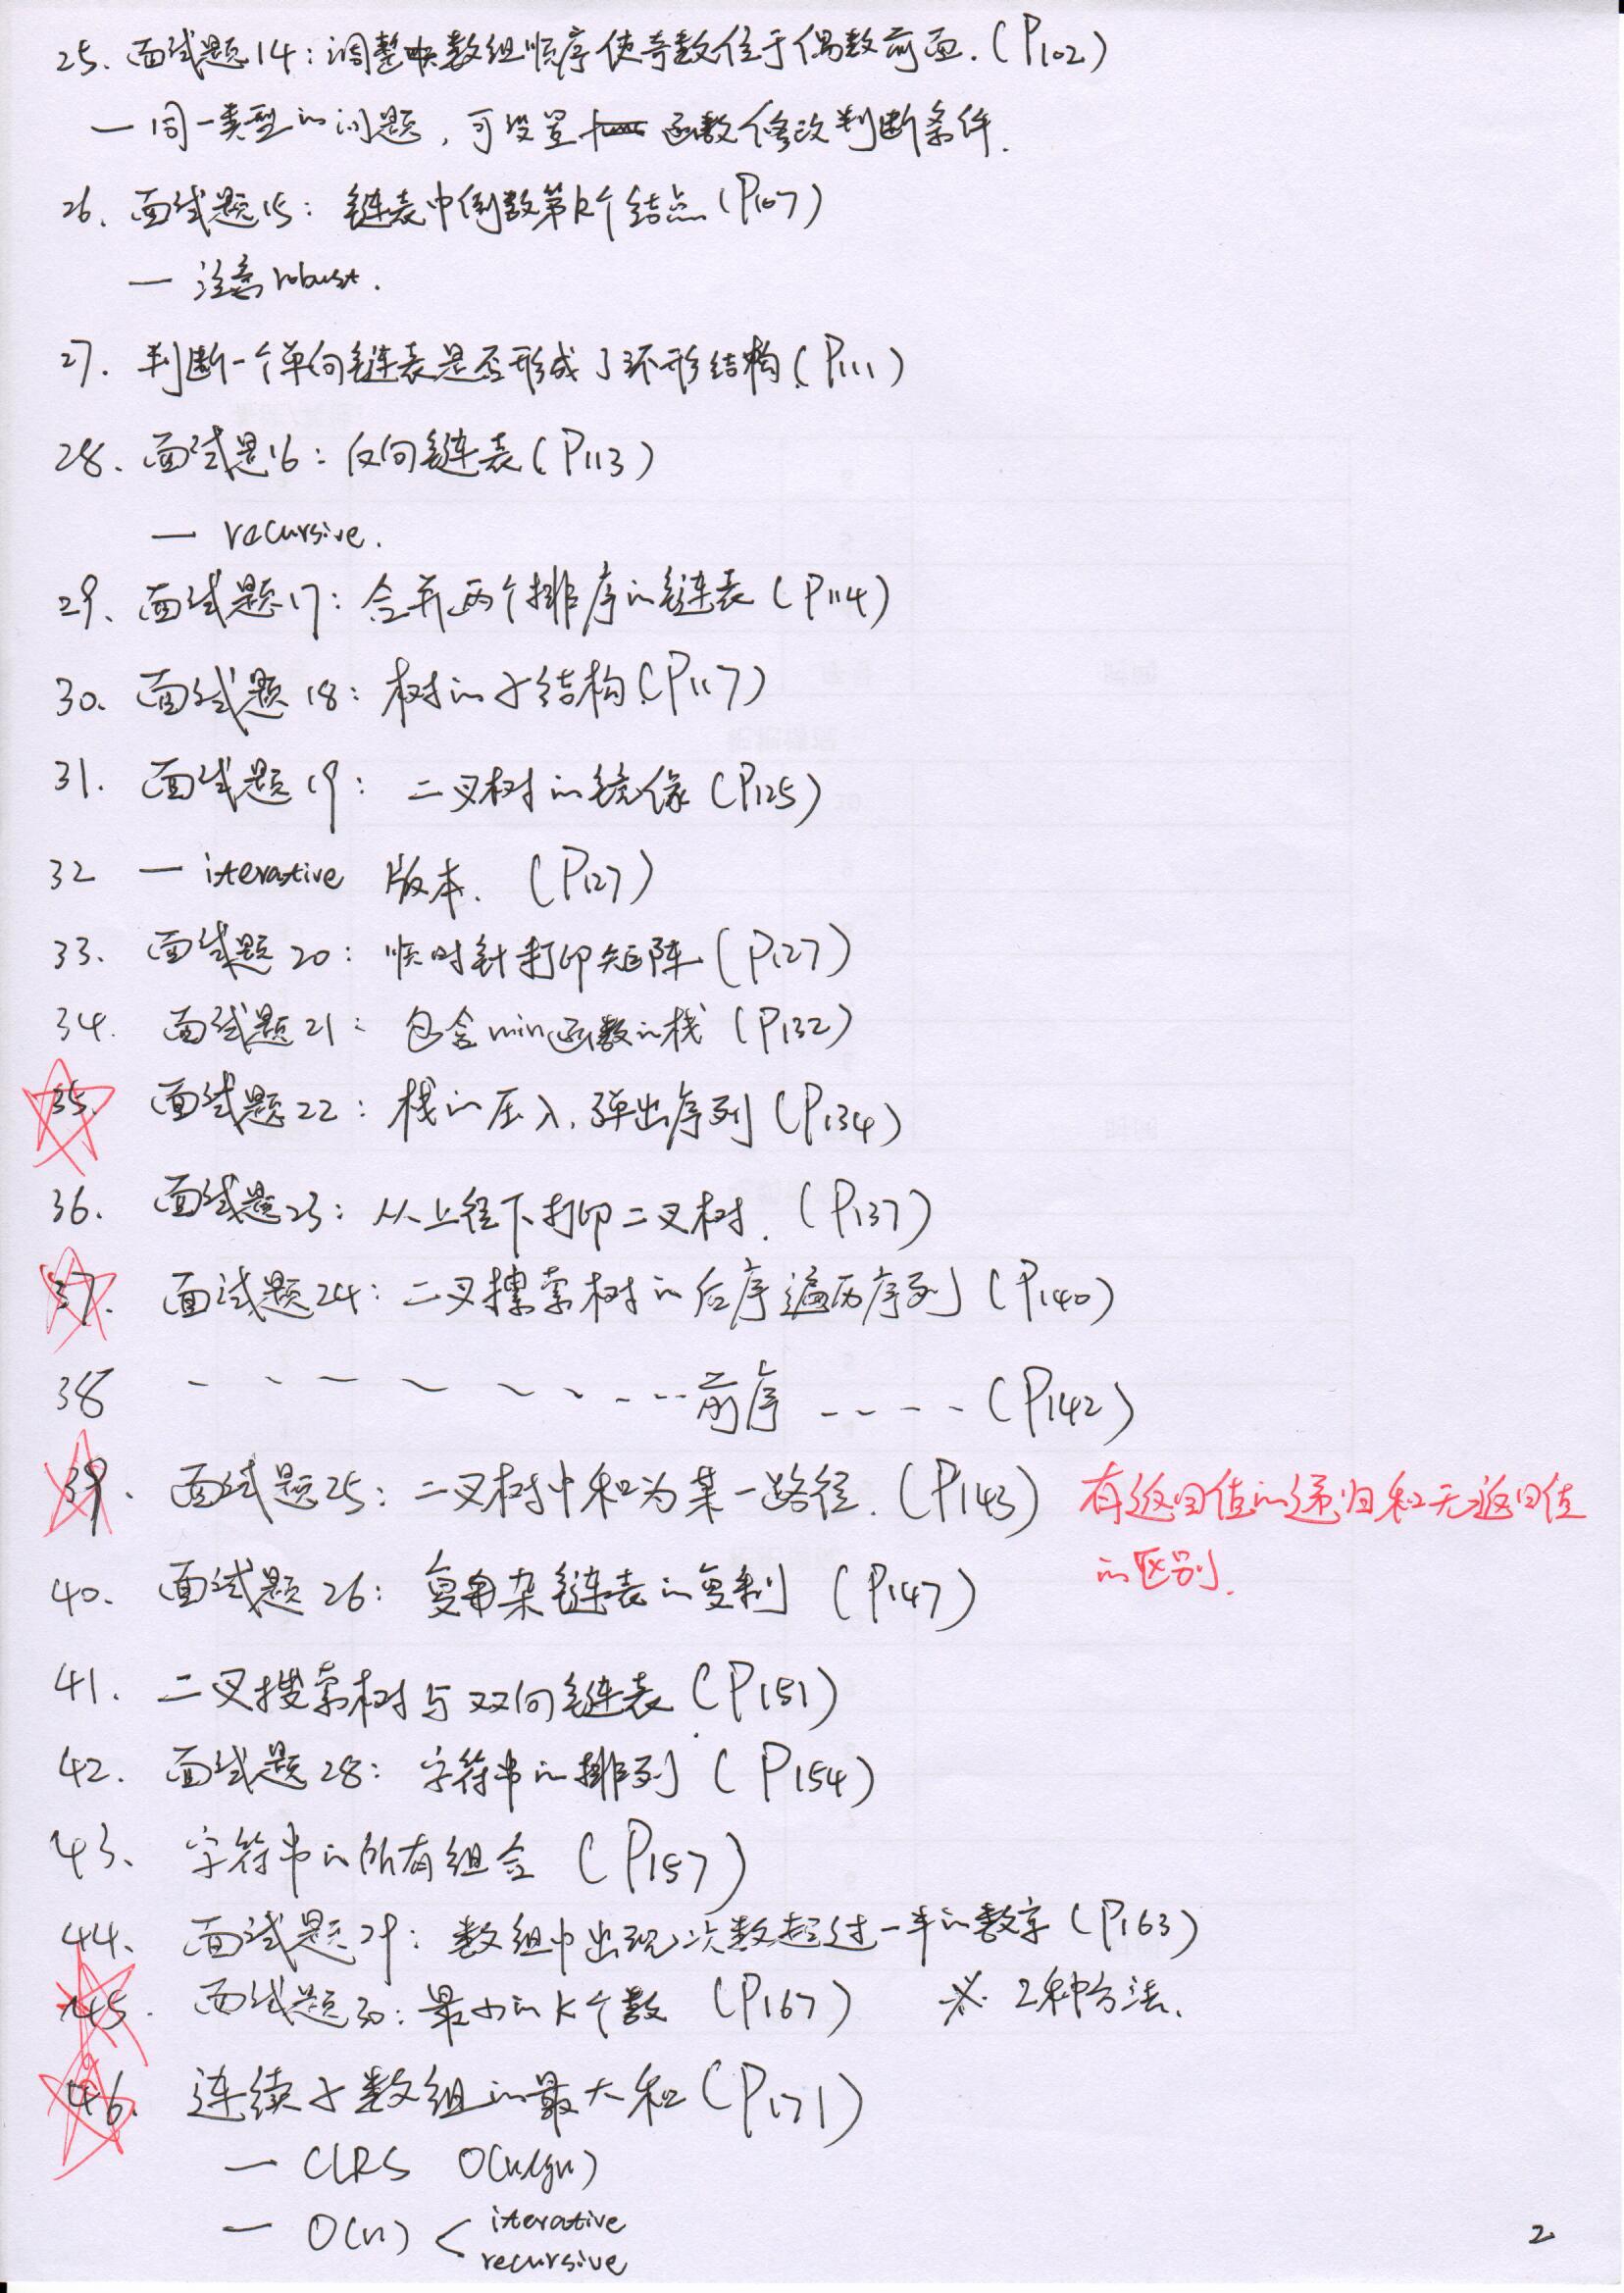 25. 面试题14:调整数组顺序使奇数位于偶数前面.(P102)
— 同一类型的问题,可设置 函数修改判断条件.
26. 面试题15: 链表中倒数第k个结点(P107)
— 注意robust.
27. 判断一个单向链表是否形成了环形结构(P111)
28. 面试题16: 反向链表(P113)
— recursive.
29. 面试题17: 合并两个排序的链表(P114)
30. 面试题18: 树的子结构(P117)
31. 面试题19: 二叉树的镜像(P125)
32 — iterative 版本. (P127)
33. 面试题20: 顺时针打印矩阵(P127)
34. 面试题21: 包含min函数的栈(P132)
35. 面试题22: 栈的压入、弹出序列(P134)
36. 面试题23: 从上往下打印二叉树.(P137)
37. 面试题24: 二叉搜索树的后序遍历序列(P140)
38 - - - - - - - - - 前序 - - - - (P142)
39. 面试题25: 二叉树中和为某一路径.(P143) 有返回值的递归和无返回值
的区别.
40. 面试题26: 复杂链表的复制 (P147)
41. 二叉搜索树与双向链表(P151)
42. 面试题28: 字符串的排列(P154)
43. 字符串的所有组合(P157)
44. 面试题29: 数组中出现次数超过一半的数字(P163)
45. 面试题30: 最小的k个数 (P167) ※ 2种方法.
46. 连续子数组的最大和(P171)
— CLRS O(nlgn)
— O(n) < iterative
recursive
2